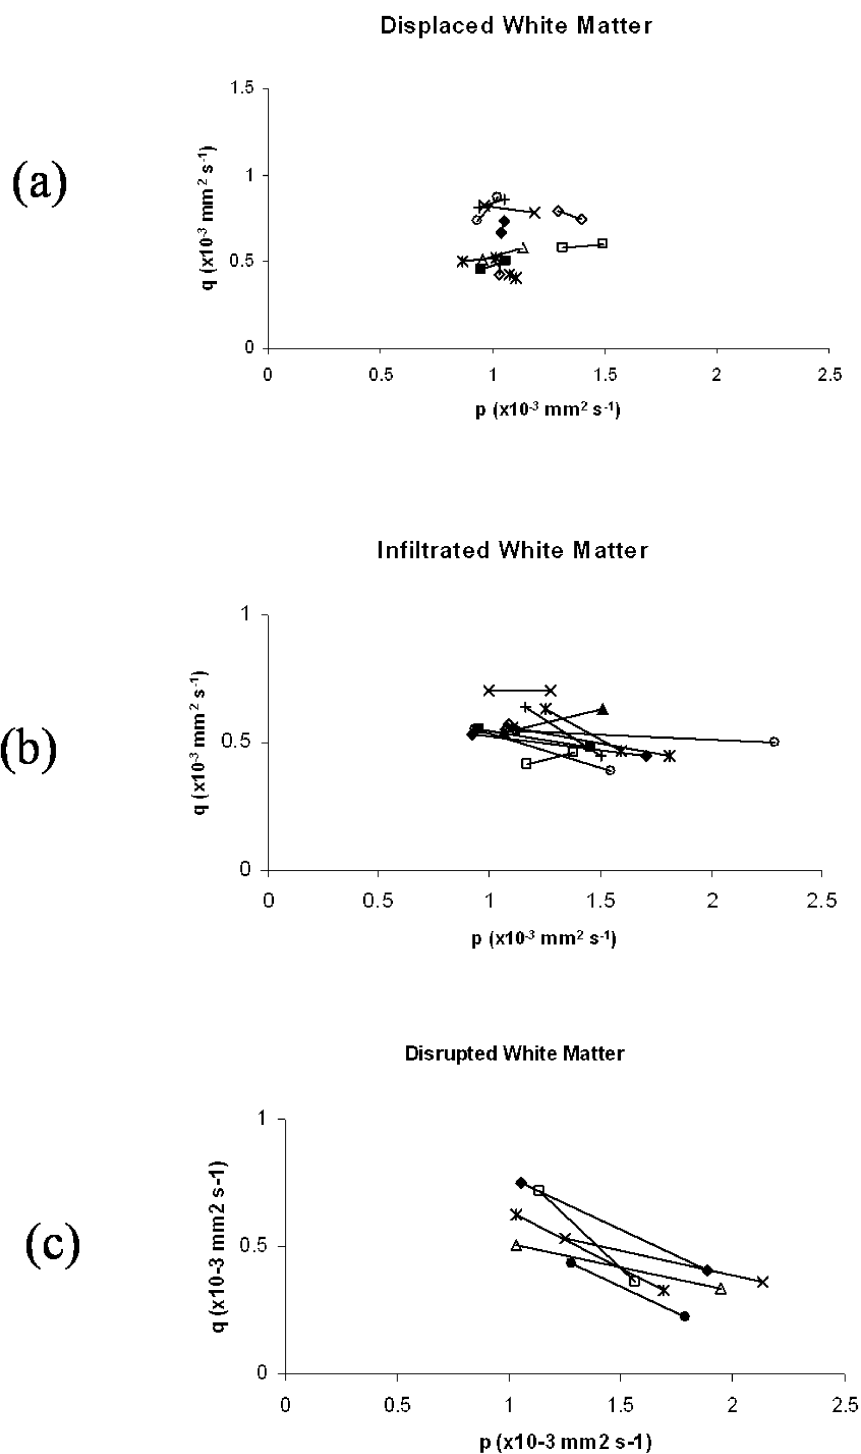 Displaced White Matter
(a)
q (x10⁻³ mm² s⁻¹)
1.5
1
0.5
0
0 0.5 1 1.5 2 2.5
p (x10⁻³ mm² s⁻¹)
Infiltrated White Matter
(b)
q (x10⁻³ mm² s⁻¹)
1
0.5
0
0 0.5 1 1.5 2 2.5
p (x10⁻³ mm² s⁻¹)
Disrupted White Matter
(c)
q (x10-3 mm2 s-1)
1
0.5
0
0 0.5 1 1.5 2 2.5
p (x10-3 mm2 s-1)